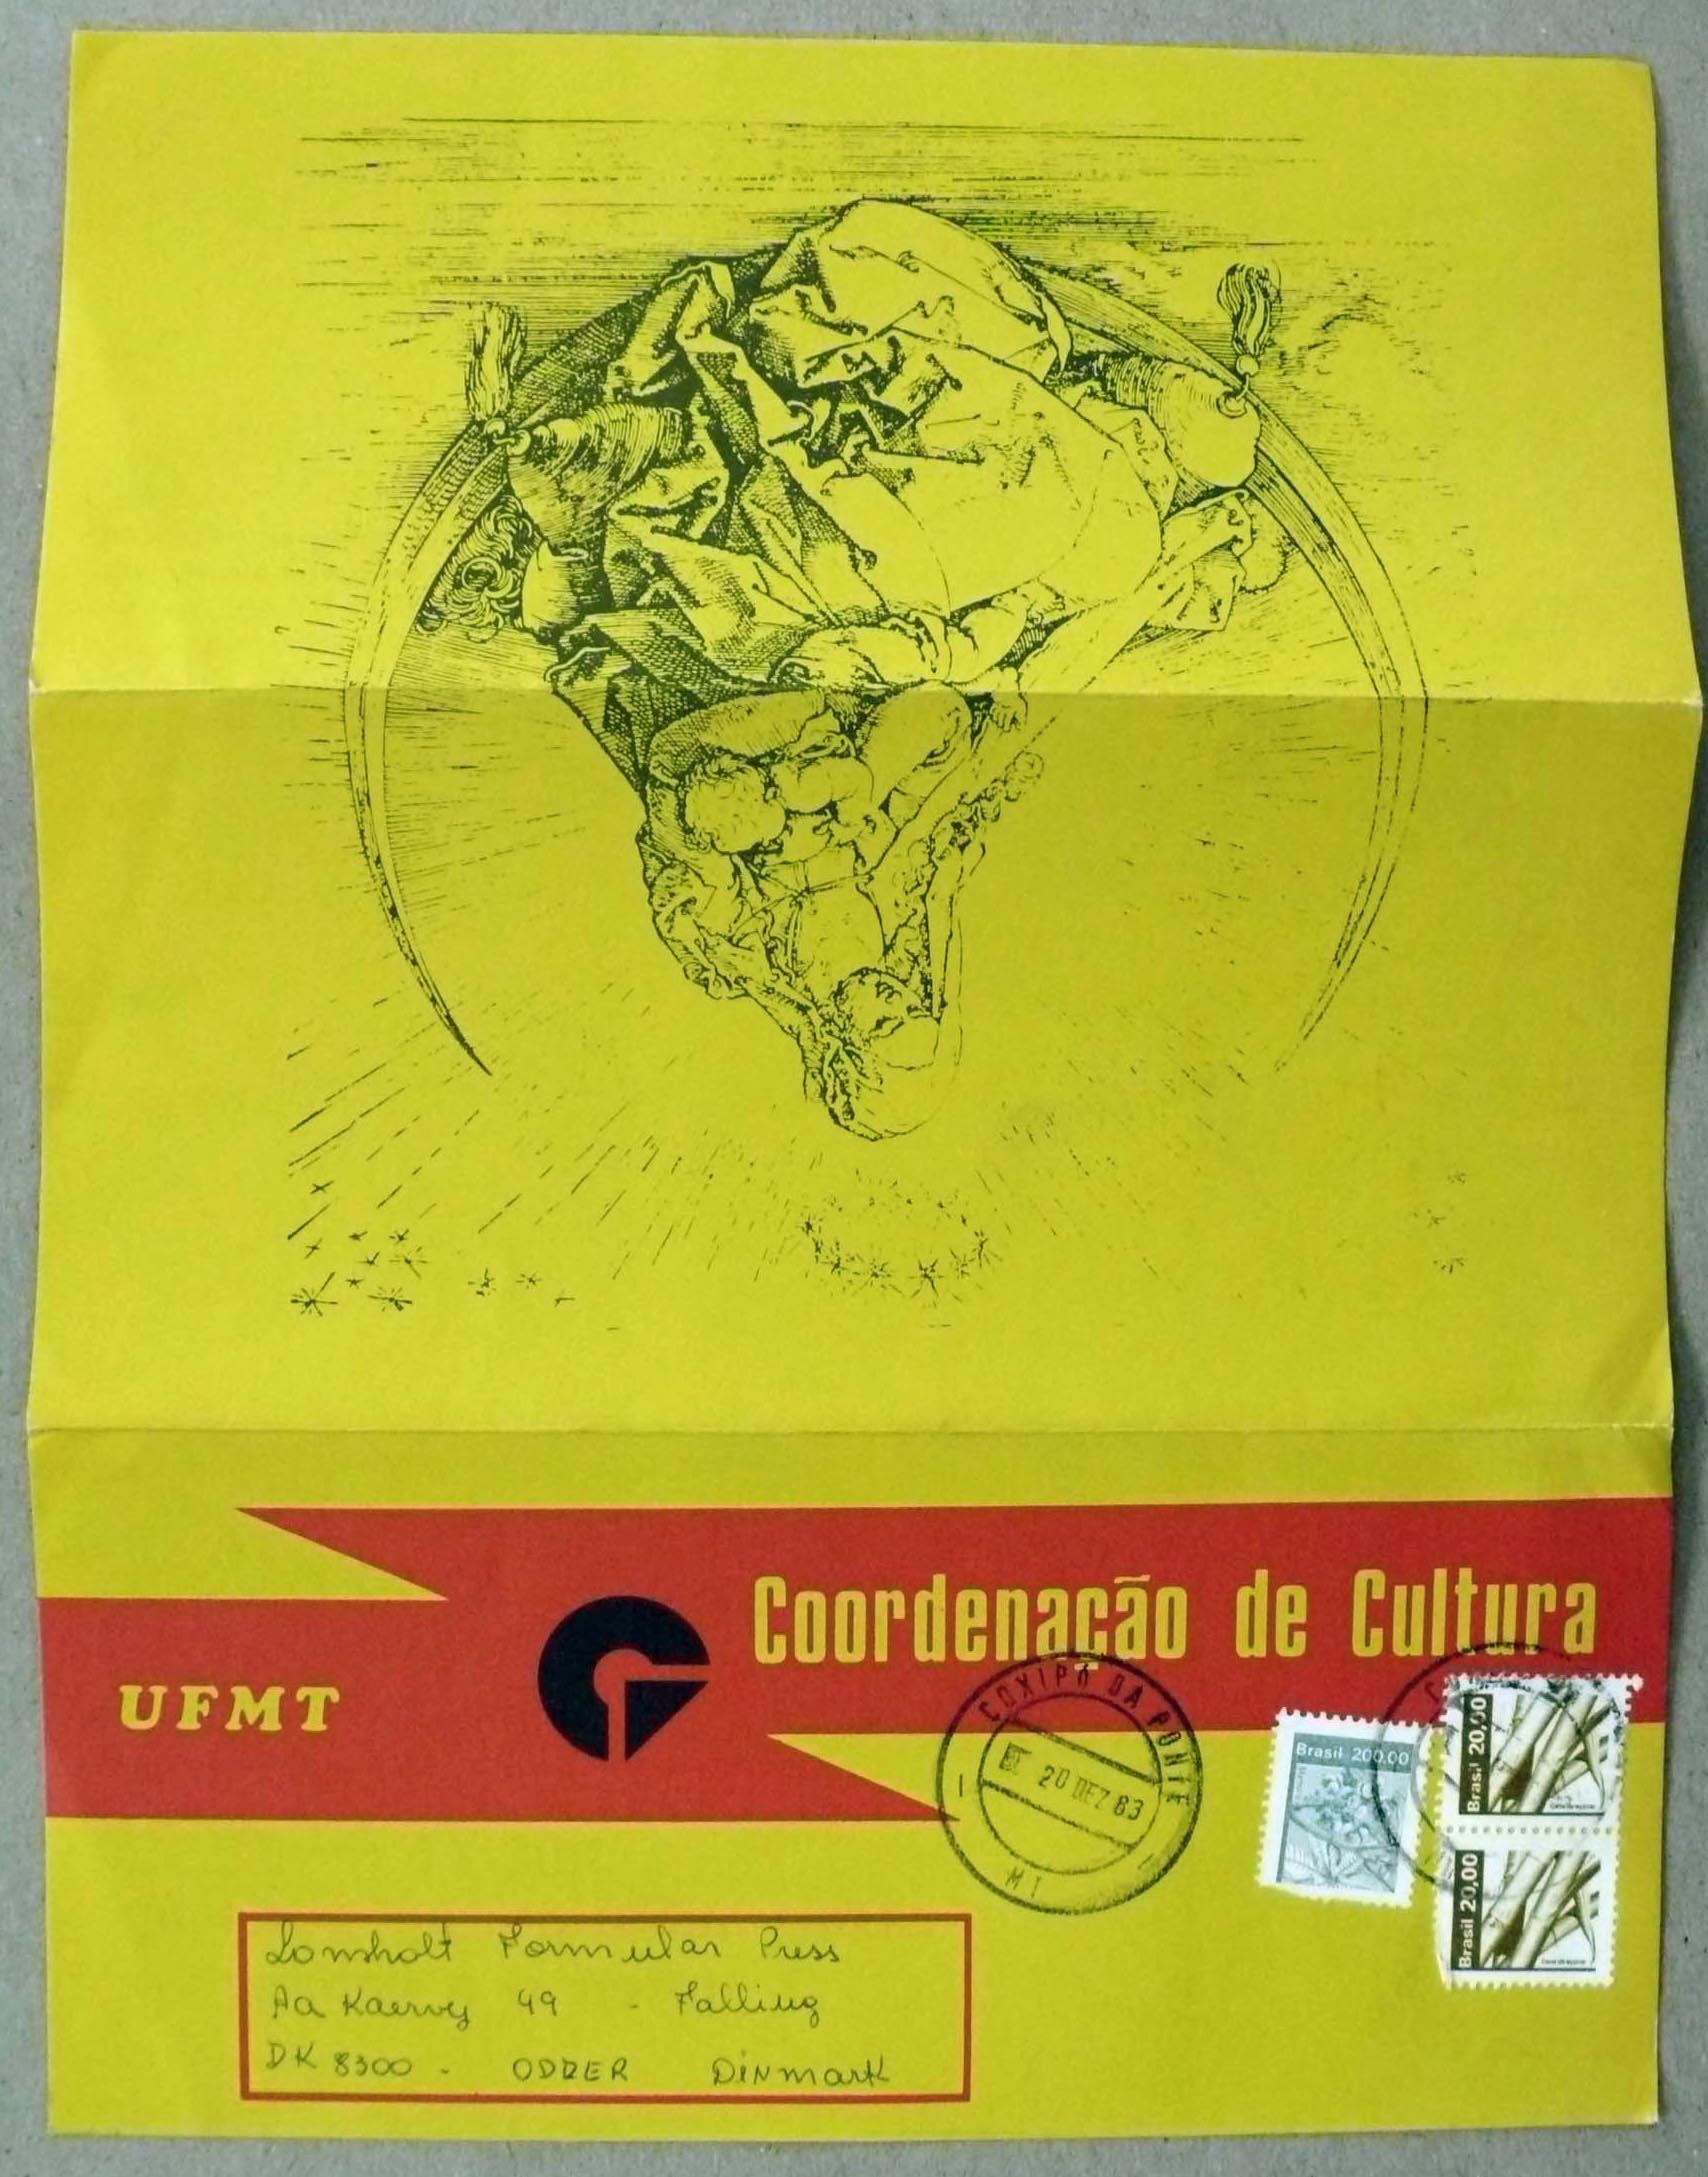 Coordenação de Cultura
UFMT
COXIPÓ DA PONTE
20 DEZ 83
MT
Brasil 200,00
Brasil 20,00
Brasil 20,00
Lomsholt Formular Press
Aa Kaervej 49 - Falling
DK 8300 - ODDER DiNmark